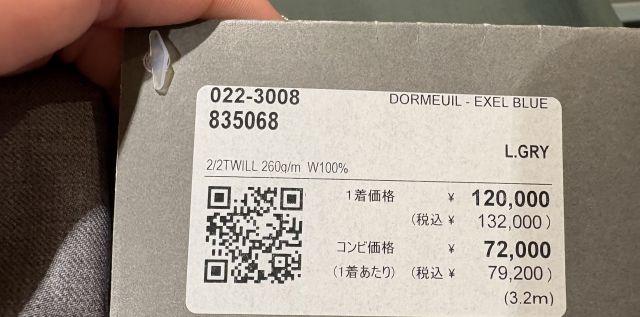 022-3008 DORMEUIL - EXEL BLUE
835068
L.GRY
2/2TWILL 260g/m W100%
1着価格 ¥ 120,000
(税込 ¥ 132,000)
コンビ価格 ¥ 72,000
(1着あたり) (税込 ¥ 79,200)
(3.2m)